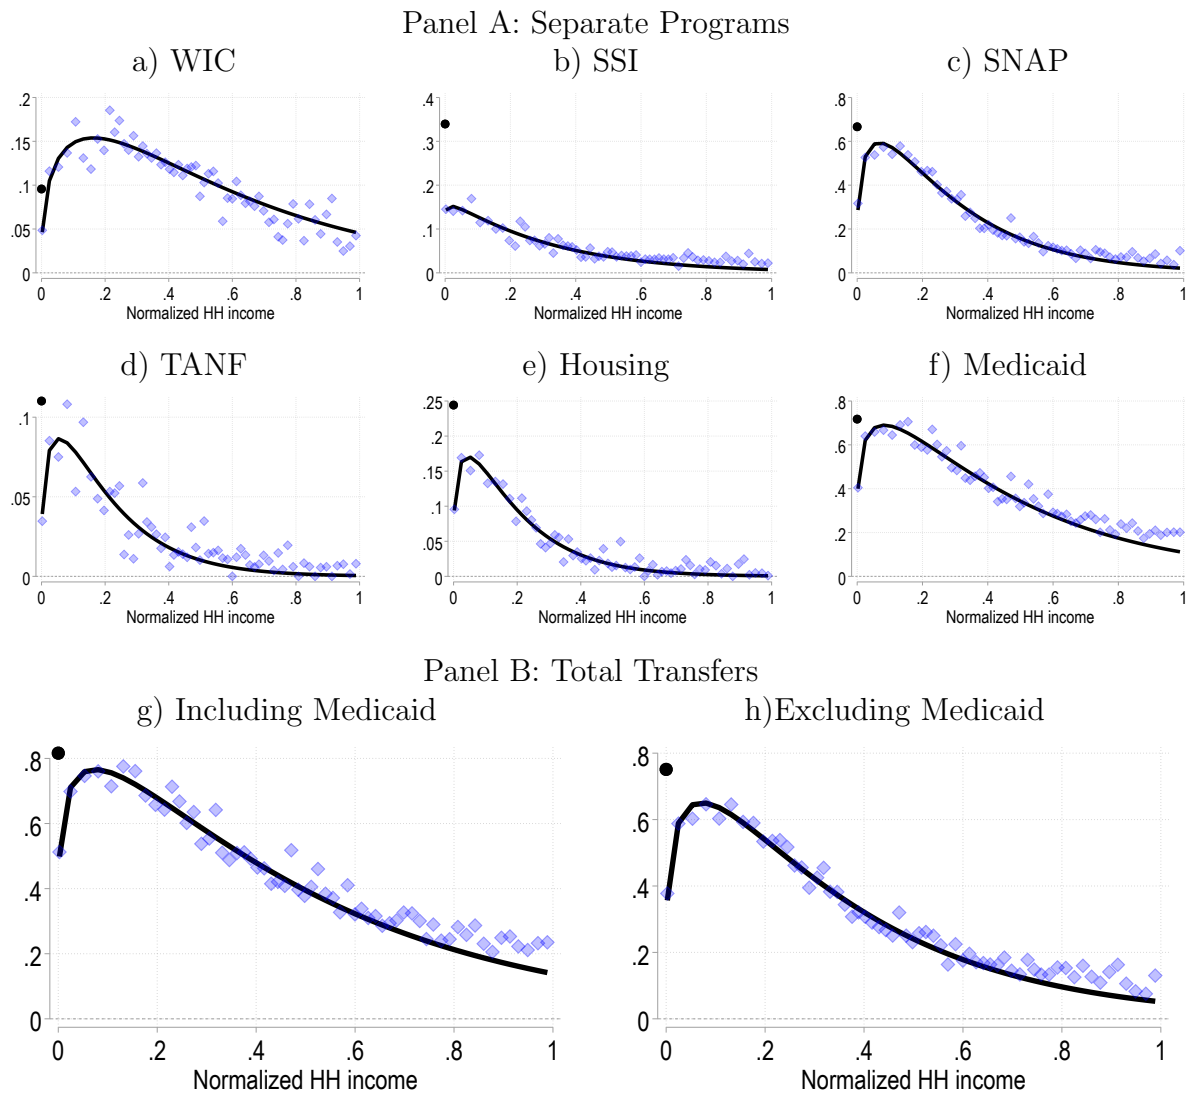 Panel A: Separate Programs
a) WIC
b) SSI
c) SNAP
.2
.15
.1
.05
0
0 .2 .4 .6 .8 1
Normalized HH income
.4
.3
.2
.1
0
0 .2 .4 .6 .8 1
Normalized HH income
.8
.6
.4
.2
0
0 .2 .4 .6 .8 1
Normalized HH income
d) TANF
e) Housing
f) Medicaid
.1
.05
0
0 .2 .4 .6 .8 1
Normalized HH income
.25
.2
.15
.1
.05
0
0 .2 .4 .6 .8 1
Normalized HH income
.8
.6
.4
.2
0
0 .2 .4 .6 .8 1
Normalized HH income
Panel B: Total Transfers
g) Including Medicaid
h)Excluding Medicaid
.8
.6
.4
.2
0
0 .2 .4 .6 .8 1
Normalized HH income
.8
.6
.4
.2
0
0 .2 .4 .6 .8 1
Normalized HH income